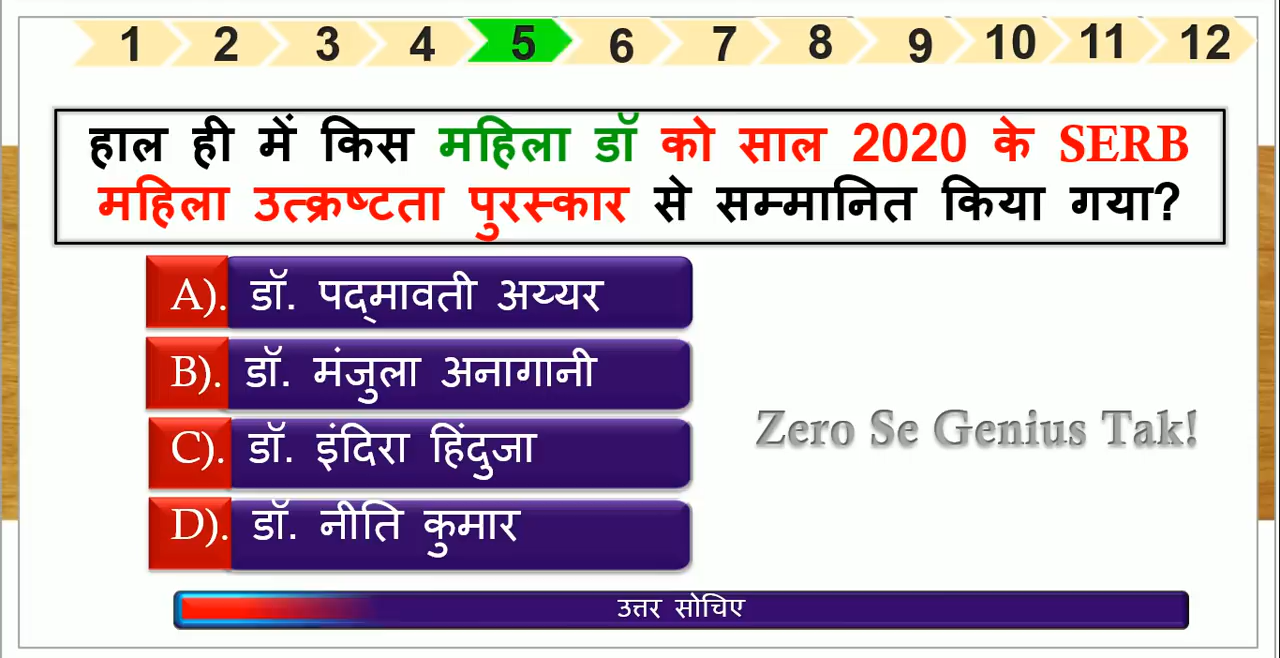 1 2 3 4 5 6 7 8 9 10 11 12
हाल ही में किस महिला डॉ को साल 2020 के SERB
महिला उत्क्रष्टता पुरस्कार से सम्मानित किया गया?
A). डॉ. पद्मावती अय्यर
B). डॉ. मंजुला अनागानी
C). डॉ. इंदिरा हिंदुजा
Zero Se Genius Tak!
D). डॉ. नीति कुमार
उत्तर सोचिए